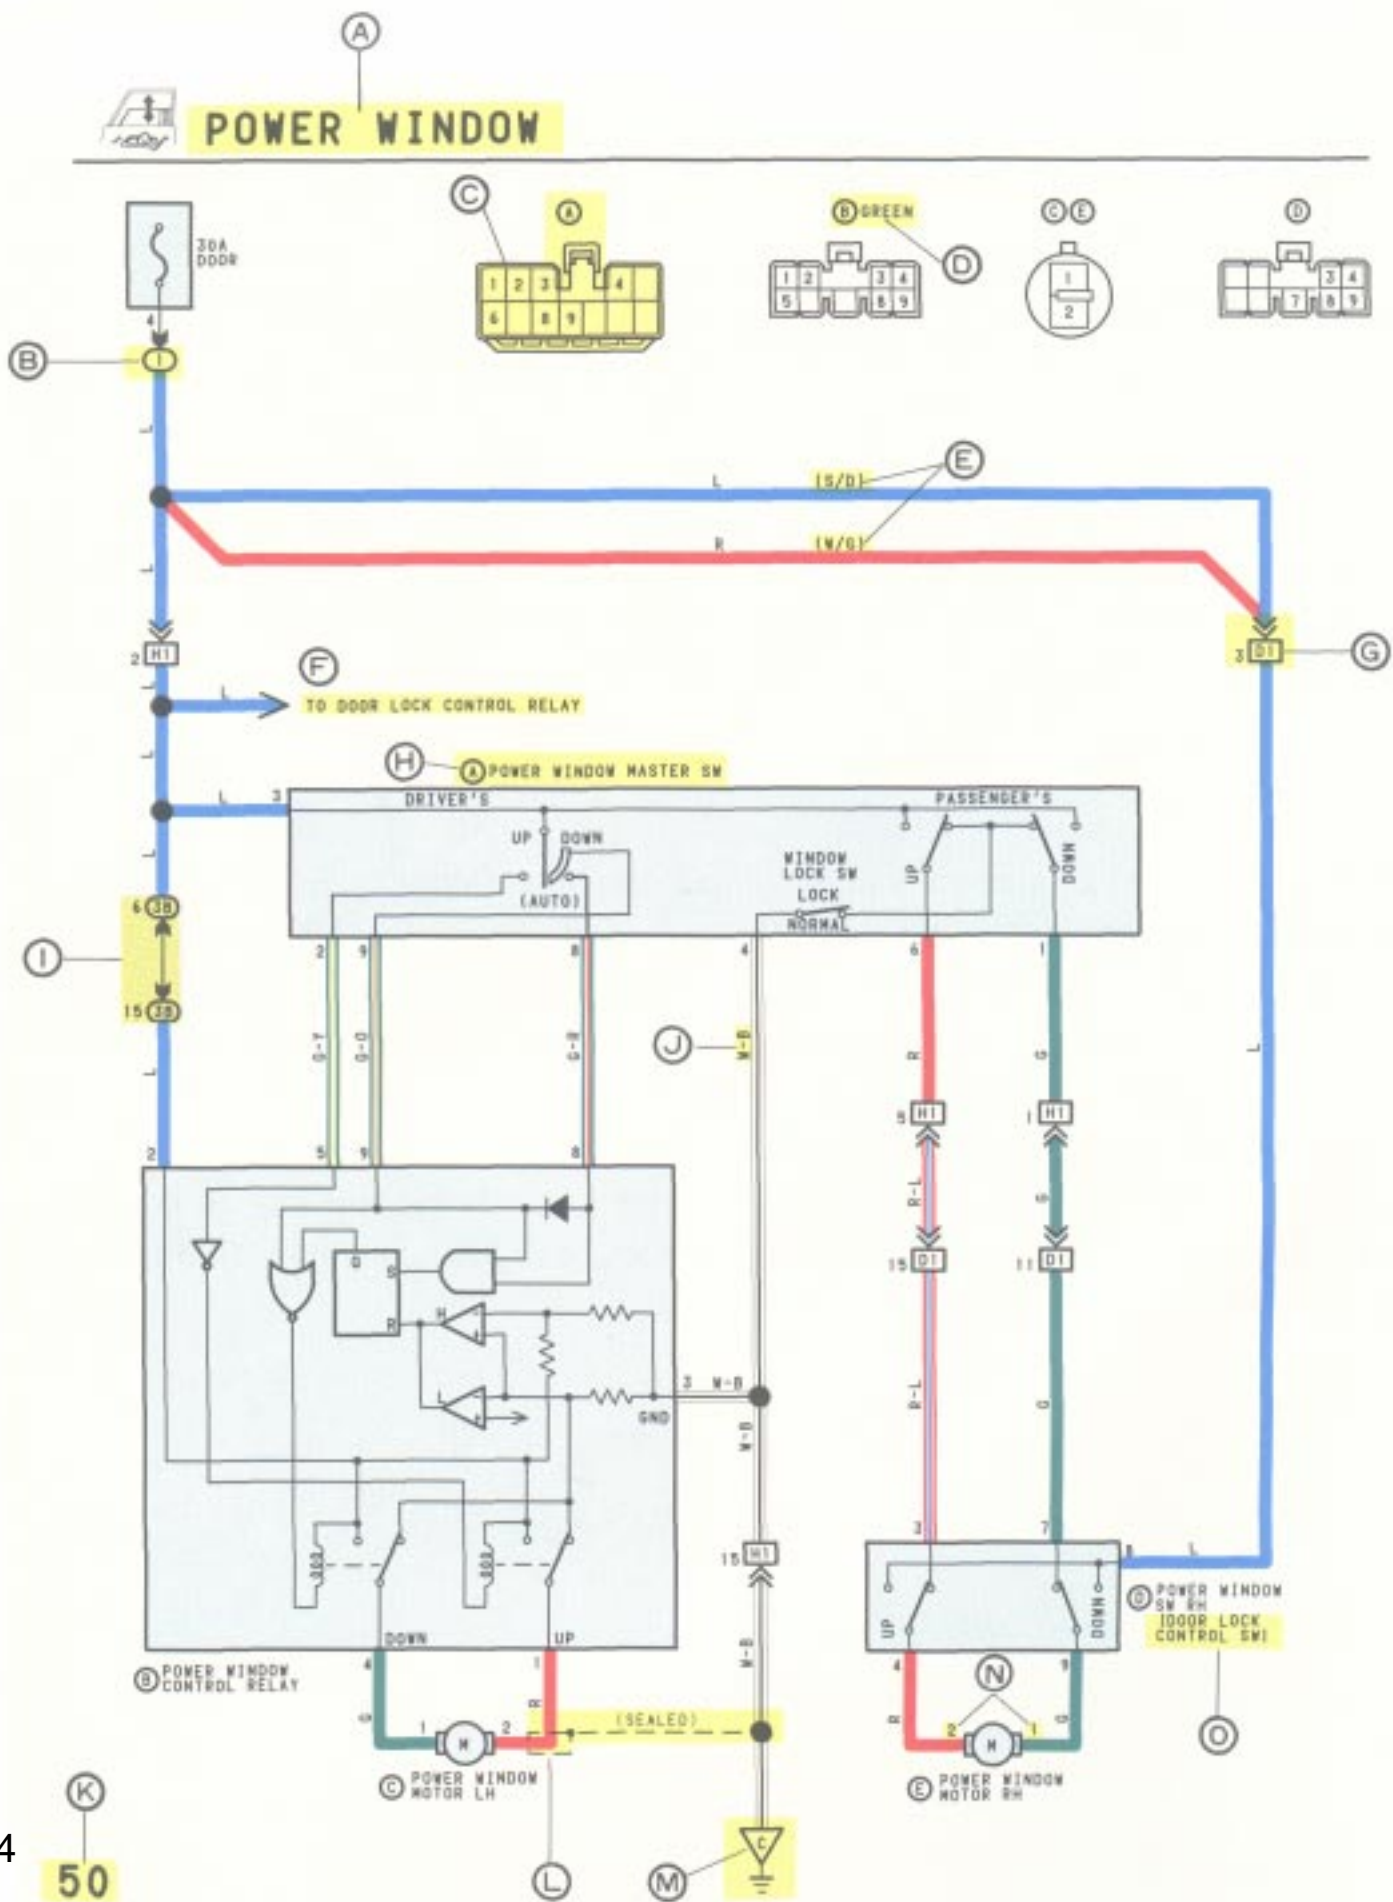 A
POWER WINDOW
30A
DOOR
4
C
A
1 2 3 4
6 8 9
B GREEN
D
1 2 3 4
5 8 9
C E
1
2
D
3 4
7 8 9
B
1
L
E
L (S/D)
R (W/G)
L
2 H1
3 D1
G
F
L
L
TO DOOR LOCK CONTROL RELAY
L
H
A POWER WINDOW MASTER SW
L
3
DRIVER'S
PASSENGER'S
UP DOWN
(AUTO)
WINDOW
LOCK SW
LOCK
NORMAL
UP
DOWN
L
6 3B
I
15 3B
2 9 8 4 6 1
J
G-Y
G-O
G-R
W-B
R
G
L
L
8 H1
1 H1
2 5 9 8
R-L
G
15 D1
11 D1
Q
S
R
H
L
3 W-B
GND
W-B
R-L
G
15 H1
3 7
L
UP
DOWN
D POWER WINDOW
SW RH
[DOOR LOCK
CONTROL SW]
DOWN UP
B POWER WINDOW
CONTROL RELAY
4 1
W-B
4 9
N
G
R
1 M 2
(SEALED)
R
2 M 1
G
O
C POWER WINDOW
MOTOR LH
E POWER WINDOW
MOTOR RH
K
4
50
L
M
C